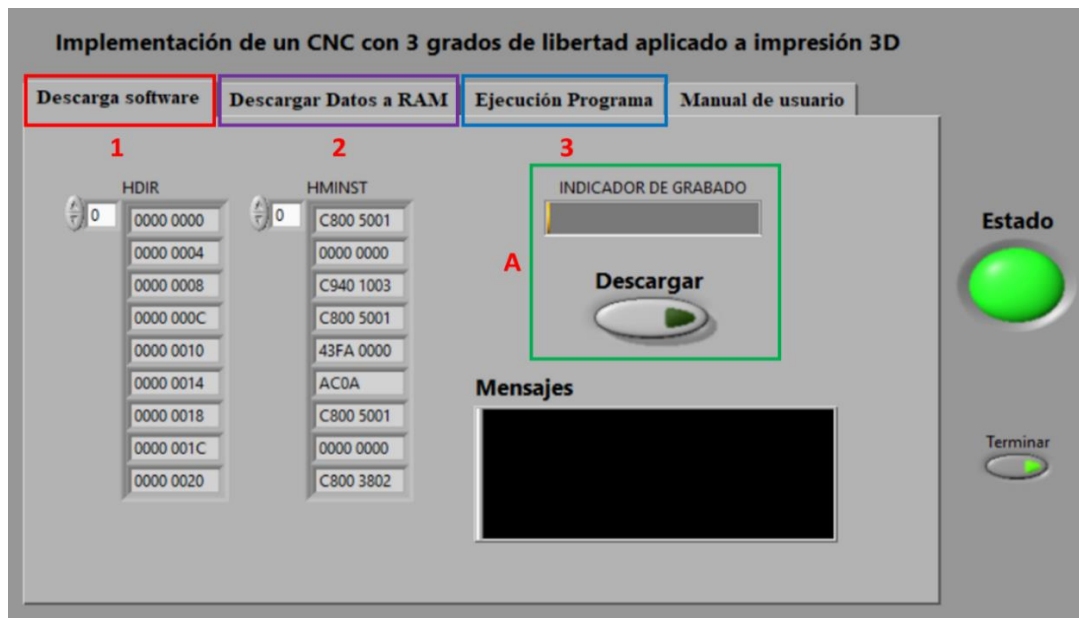 Implementación de un CNC con 3 grados de libertad aplicado a impresión 3D
Descarga software Descargar Datos a RAM Ejecución Programa Manual de usuario
1 2 3
HDIR HMINST INDICADOR DE GRABADO
0 0000 0000 0 C800 5001
0000 0004 0000 0000
0000 0008 C940 1003
0000 000C C800 5001
0000 0010 43FA 0000
0000 0014 AC0A
0000 0018 C800 5001
0000 001C 0000 0000
0000 0020 C800 3802
A
Descargar
Mensajes
Estado
Terminar